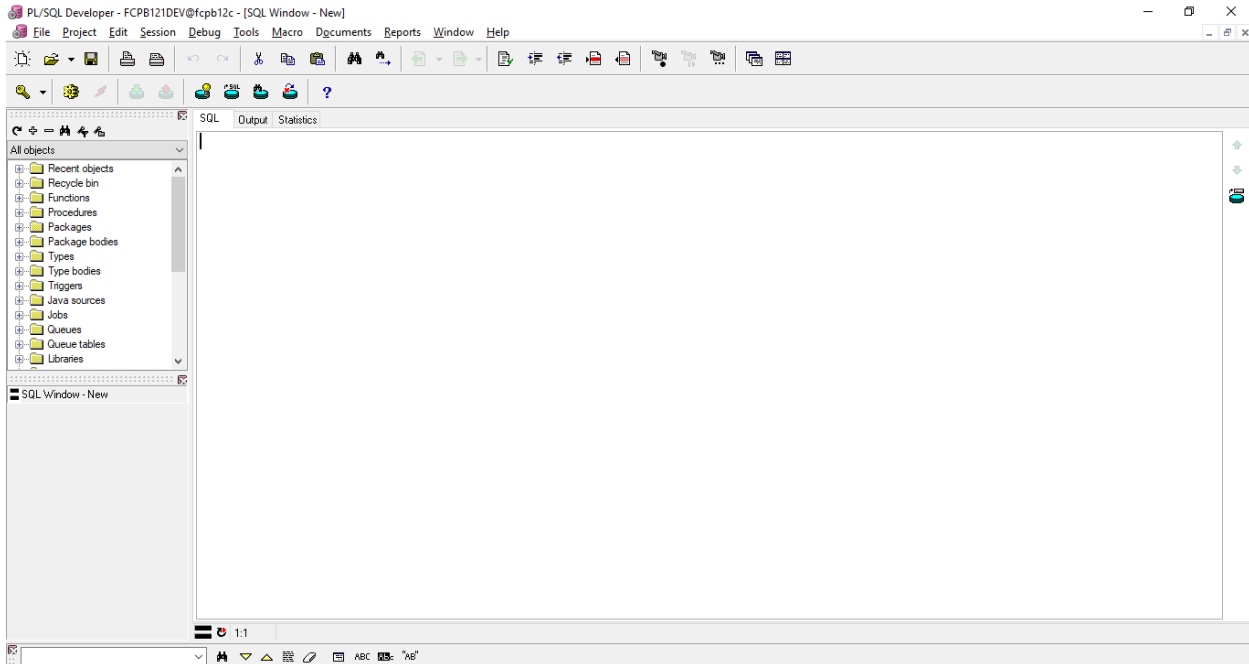 PL/SQL Developer - FCPB121DEV@fcpb12c - [SQL Window - New]
File Project Edit Session Debug Tools Macro Documents Reports Window Help
SQL Output Statistics
All objects
Recent objects
Recycle bin
Functions
Procedures
Packages
Package bodies
Types
Type bodies
Triggers
Java sources
Jobs
Queues
Queue tables
Libraries
SQL Window - New
1:1
ABC "AB"